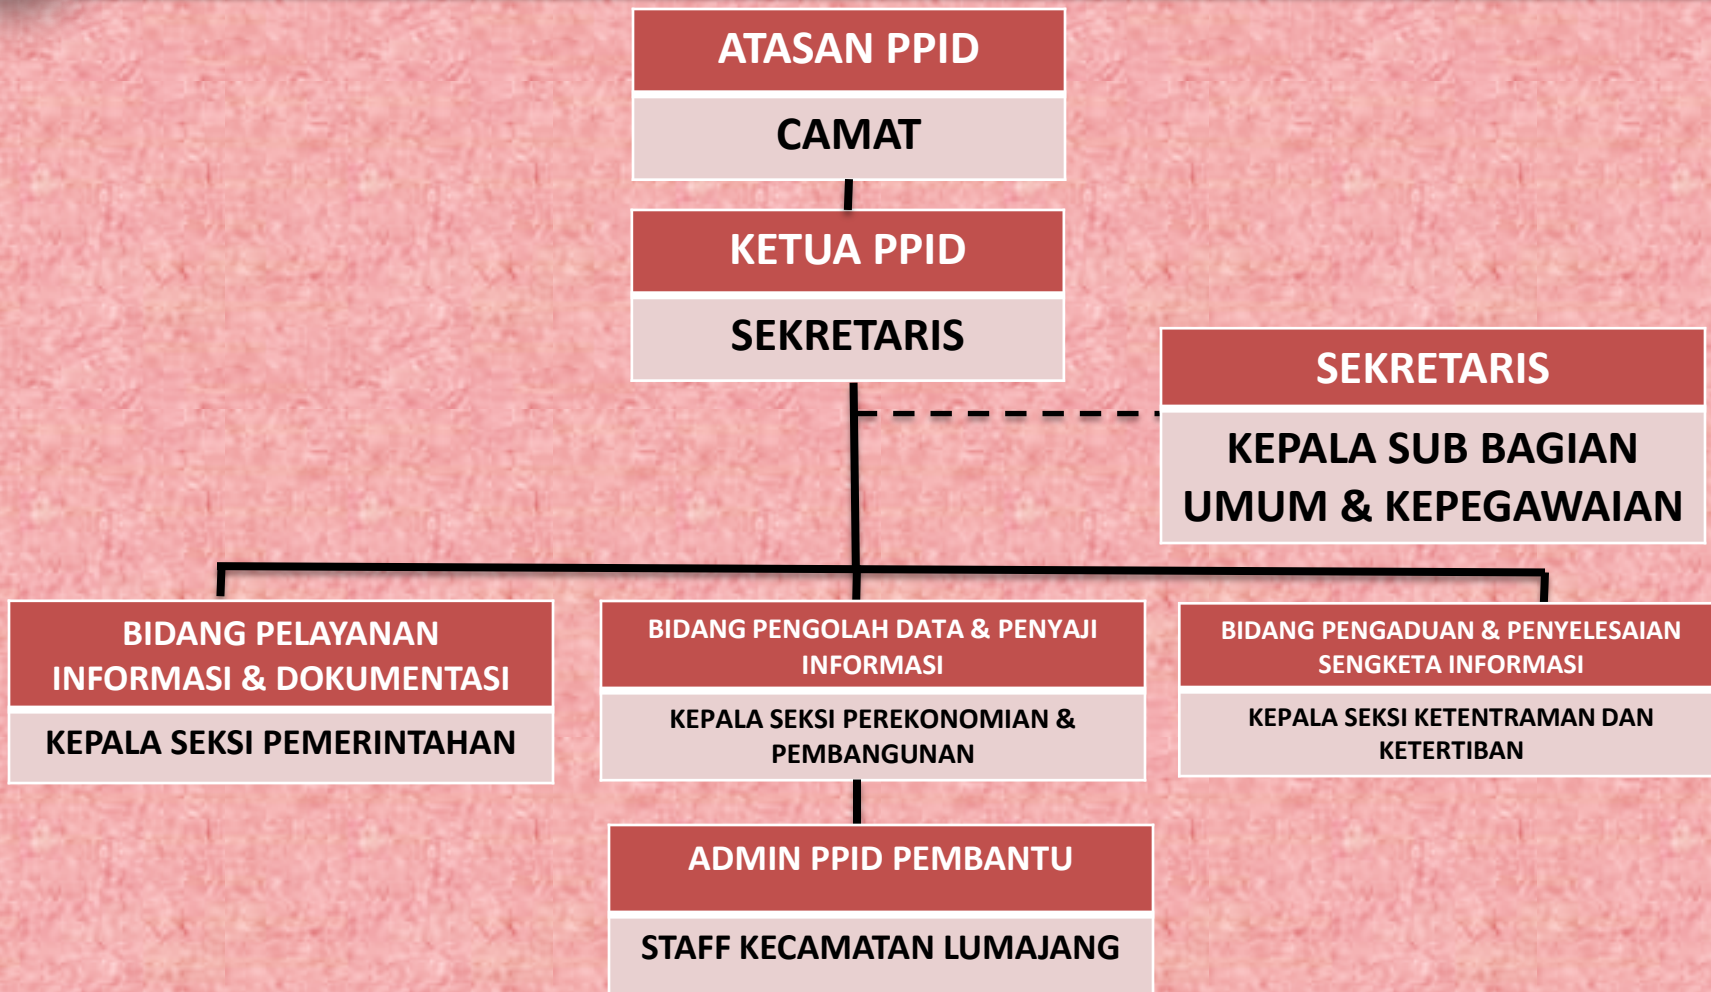 ATASAN PPID
CAMAT
KETUA PPID
SEKRETARIS
SEKRETARIS
KEPALA SUB BAGIAN
UMUM & KEPEGAWAIAN
BIDANG PELAYANAN
INFORMASI & DOKUMENTASI
KEPALA SEKSI PEMERINTAHAN
BIDANG PENGOLAH DATA & PENYAJI
INFORMASI
KEPALA SEKSI PEREKONOMIAN &
PEMBANGUNAN
BIDANG PENGADUAN & PENYELESAIAN
SENGKETA INFORMASI
KEPALA SEKSI KETENTRAMAN DAN
KETERTIBAN
ADMIN PPID PEMBANTU
STAFF KECAMATAN LUMAJANG